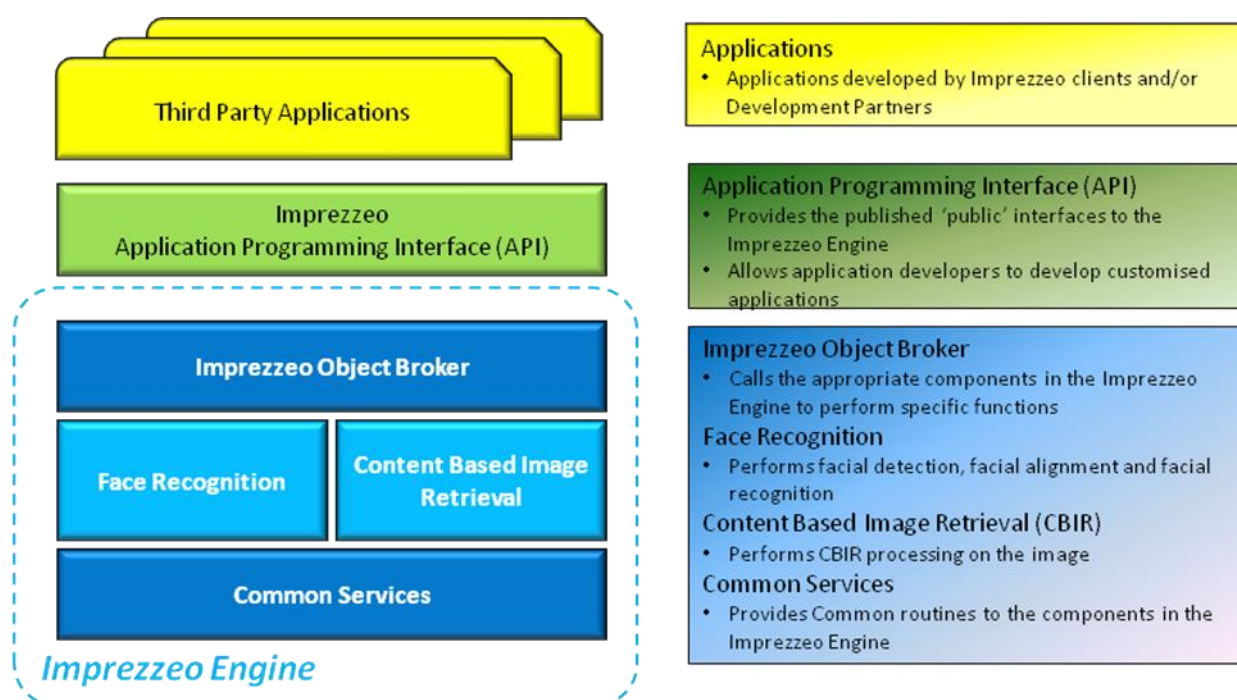 Third Party Applications
Imprezzeo
Application Programming Interface (API)
Imprezzeo Object Broker
Face Recognition
Content Based Image
Retrieval
Common Services
Imprezzeo Engine
Applications
• Applications developed by Imprezzeo clients and/or
Development Partners
Application Programming Interface (API)
• Provides the published ‘public’ interfaces to the
Imprezzeo Engine
• Allows application developers to develop customised
applications
Imprezzeo Object Broker
• Calls the appropriate components in the Imprezzeo
Engine to perform specific functions
Face Recognition
• Performs facial detection, facial alignment and facial
recognition
Content Based Image Retrieval (CBIR)
• Performs CBIR processing on the image
Common Services
• Provides Common routines to the components in the
Imprezzeo Engine